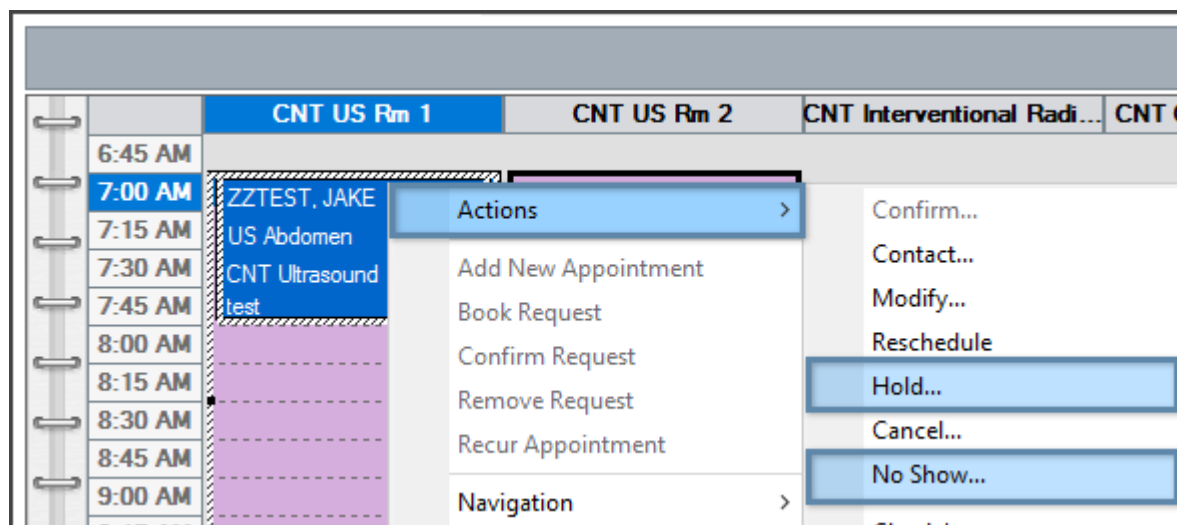 CNT US Rm 1
CNT US Rm 2
CNT Interventional Radi...
CNT
6:45 AM
7:00 AM
7:15 AM
7:30 AM
7:45 AM
8:00 AM
8:15 AM
8:30 AM
8:45 AM
9:00 AM
ZZTEST, JAKE
US Abdomen
CNT Ultrasound
test
Actions
Add New Appointment
Book Request
Confirm Request
Remove Request
Recur Appointment
Navigation
Confirm...
Contact...
Modify...
Reschedule
Hold...
Cancel...
No Show...